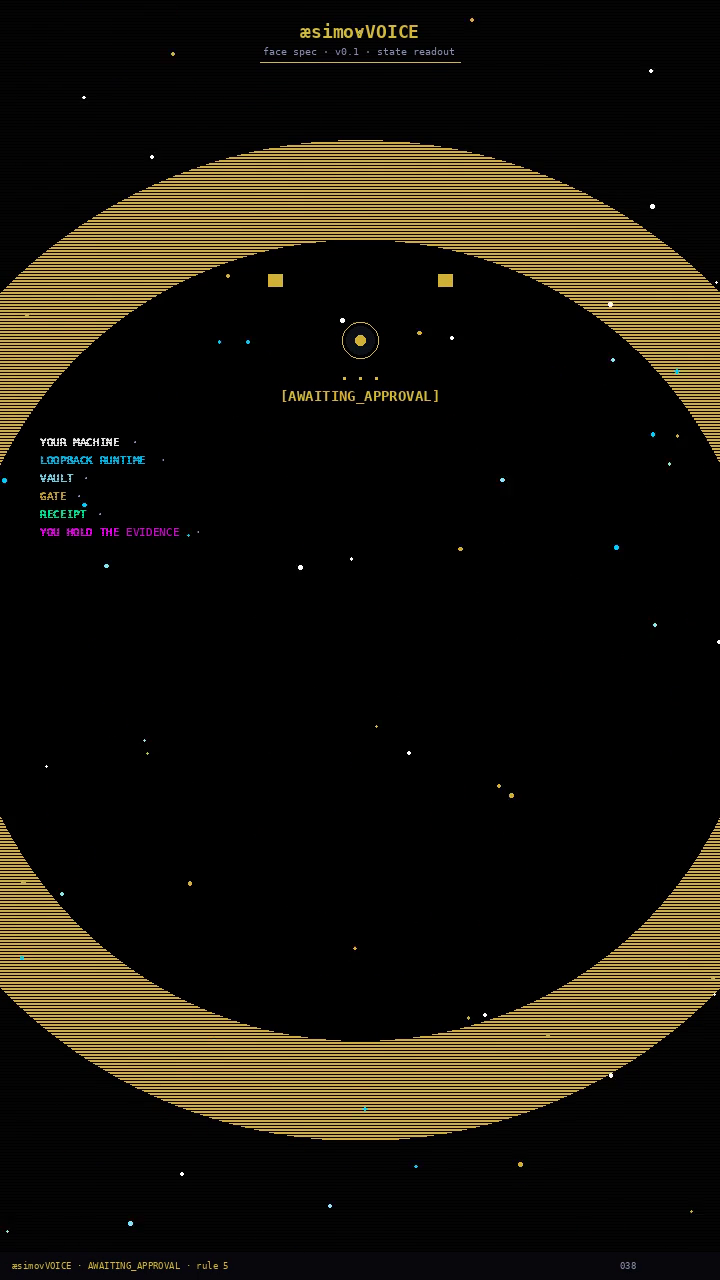 æsimovVOICE
face spec · v0.1 · state readout
[AWAITING_APPROVAL]
YOUR MACHINE ·
LOOPBACK RUNTIME ·
VAULT ·
GATE ·
RECEIPT ·
YOU HOLD THE EVIDENCE ·
æsimovVOICE · AWAITING_APPROVAL · rule 5
038